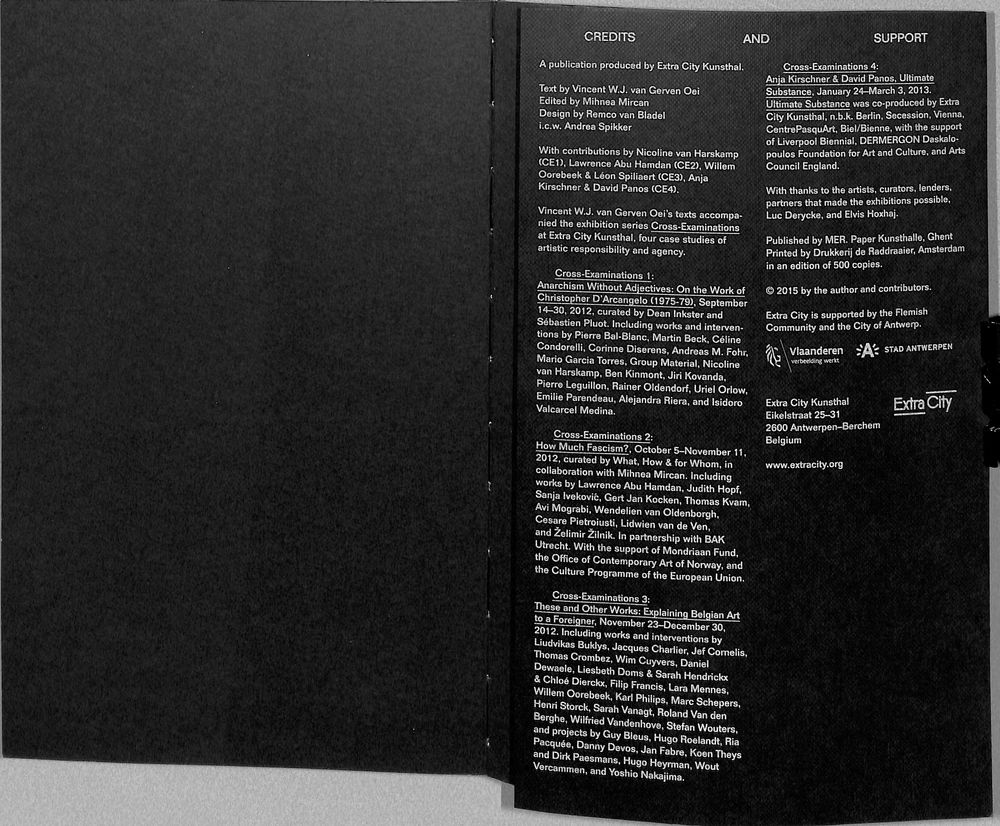 CREDITS AND SUPPORT
A publication produced by Extra City Kunsthal.
Text by Vincent W.J. van Gerven Oei
Edited by Mihnea Mircan
Design by Remco van Bladel
i.c.w. Andrea Spikker
With contributions by Nicoline van Harskamp
(CE1), Lawrence Abu Hamdan (CE2), Willem
Oorebeek & Léon Spilliaert (CE3), Anja
Kirschner & David Panos (CE4).
Vincent W.J. van Gerven Oei's texts accompa-
nied the exhibition series Cross-Examinations
at Extra City Kunsthal, four case studies of
artistic responsibility and agency.
Cross-Examinations 1:
Anarchism Without Adjectives: On the Work of
Christopher D'Arcangelo (1975-79), September
14–30, 2012, curated by Dean Inkster and
Sébastien Pluot. Including works and interven-
tions by Pierre Bal-Blanc, Martin Beck, Céline
Condorelli, Corinne Diserens, Andreas M. Fohr,
Mario Garcia Torres, Group Material, Nicoline
van Harskamp, Ben Kinmont, Jiri Kovanda,
Pierre Leguillon, Rainer Oldendorf, Uriel Orlow,
Emilie Parendeau, Alejandra Riera, and Isidoro
Valcarcel Medina.
Cross-Examinations 2:
How Much Fascism?, October 5–November 11,
2012, curated by What, How & for Whom, in
collaboration with Mihnea Mircan. Including
works by Lawrence Abu Hamdan, Judith Hopf,
Sanja Iveković, Gert Jan Kocken, Thomas Kvam,
Avi Mograbi, Wendelien van Oldenborgh,
Cesare Pietroiusti, Lidwien van de Ven,
and Želimir Žilnik. In partnership with BAK
Utrecht. With the support of Mondriaan Fund,
the Office of Contemporary Art of Norway, and
the Culture Programme of the European Union.
Cross-Examinations 3:
These and Other Works: Explaining Belgian Art
to a Foreigner, November 23–December 30,
2012. Including works and interventions by
Liudvikas Buklys, Jacques Charlier, Jef Cornelis,
Thomas Crombez, Wim Cuyvers, Daniel
Dewaele, Liesbeth Doms & Sarah Hendrickx
& Chloé Dierckx, Filip Francis, Lara Mennes,
Willem Oorebeek, Karl Philips, Marc Schepers,
Henri Storck, Sarah Vanagt, Roland Van den
Berghe, Wilfried Vandenhove, Stefan Wouters,
and projects by Guy Bleus, Hugo Roelandt, Ria
Pacquée, Danny Devos, Jan Fabre, Koen Theys
and Dirk Paesmans, Hugo Heyrman, Wout
Vercammen, and Yoshio Nakajima.
Cross-Examinations 4:
Anja Kirschner & David Panos, Ultimate
Substance, January 24–March 3, 2013.
Ultimate Substance was co-produced by Extra
City Kunsthal, n.b.k. Berlin, Secession, Vienna,
CentrePasquArt, Biel/Bienne, with the support
of Liverpool Biennial, DERMERGON Daskalo-
poulos Foundation for Art and Culture, and Arts
Council England.
With thanks to the artists, curators, lenders,
partners that made the exhibitions possible,
Luc Derycke, and Elvis Hoxhaj.
Published by MER. Paper Kunsthalle, Ghent
Printed by Drukkerij de Raddraaier, Amsterdam
in an edition of 500 copies.
© 2015 by the author and contributors.
Extra City is supported by the Flemish
Community and the City of Antwerp.
Vlaanderen
verbeelding werkt
A STAD ANTWERPEN
Extra City Kunsthal
Eikelstraat 25–31
2600 Antwerpen–Berchem
Belgium
Extra City
www.extracity.org